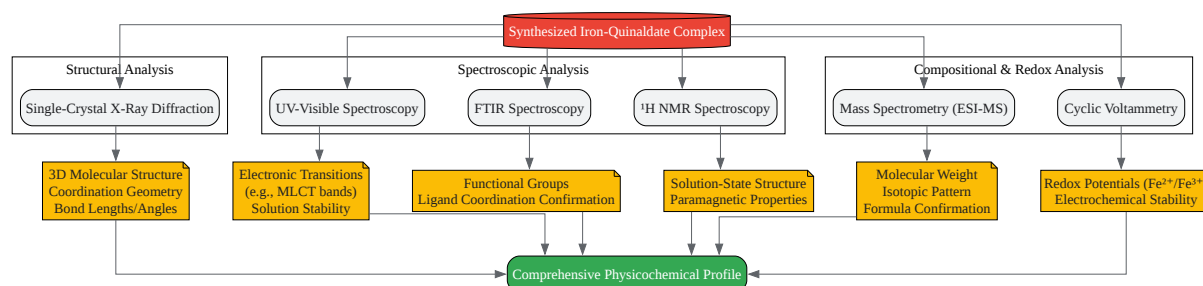 Synthesized Iron-Quinaldate Complex
Structural Analysis
Spectroscopic Analysis
Compositional & Redox Analysis
Single-Crystal X-Ray Diffraction
UV-Visible Spectroscopy
FTIR Spectroscopy
¹H NMR Spectroscopy
Mass Spectrometry (ESI-MS)
Cyclic Voltammetry
3D Molecular Structure
Coordination Geometry
Bond Lengths/Angles
Electronic Transitions
(e.g., MLCT bands)
Solution Stability
Functional Groups
Ligand Coordination Confirmation
Solution-State Structure
Paramagnetic Properties
Molecular Weight
Isotopic Pattern
Formula Confirmation
Redox Potentials (Fe²⁺/Fe³⁺
Electrochemical Stability
Comprehensive Physicochemical Profile